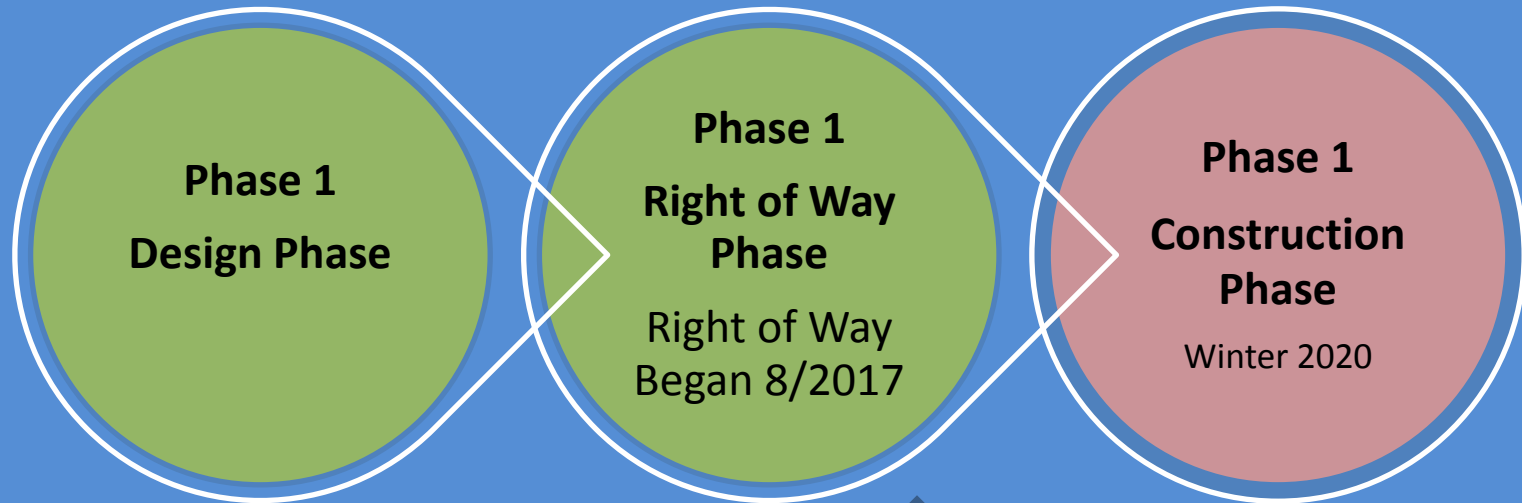 Phase 1
Design Phase
Phase 1
Right of Way
Phase
Right of Way
Began 8/2017
Phase 1
Construction
Phase
Winter 2020